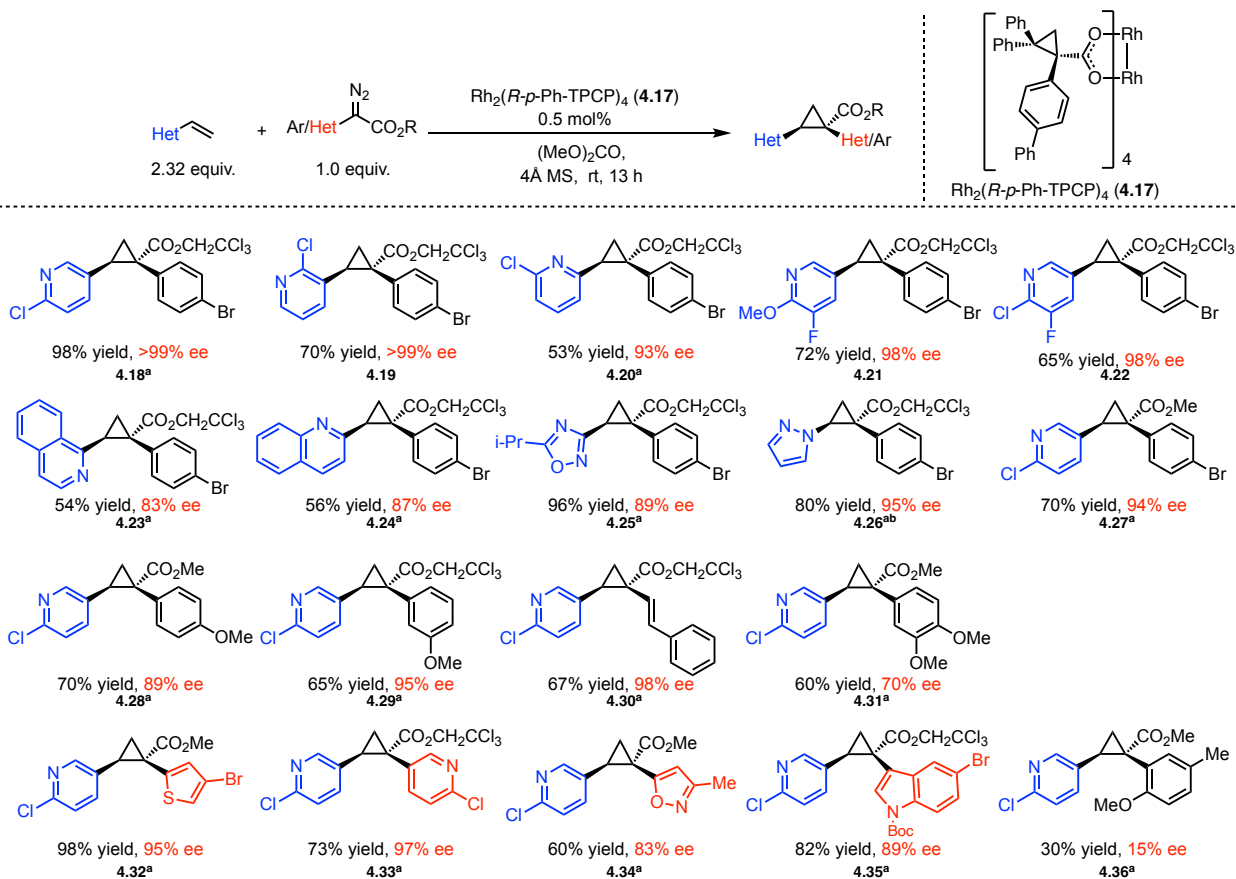 N2
Ar/Het
CO2R
Het
+
2.32 equiv.
1.0 equiv.
Rh2(R-p-Ph-TPCP)4 (4.17)
0.5 mol%
(MeO)2CO,
4Å MS, rt, 13 h
CO2R
Het
Het/Ar
Ph
Ph
O
Rh
O
Rh
Ph
4
Rh2(R-p-Ph-TPCP)4 (4.17)
N
Cl
CO2CH2CCl3
Br
98% yield, >99% ee
4.18a
Cl
N
CO2CH2CCl3
Br
70% yield, >99% ee
4.19
Cl
N
CO2CH2CCl3
Br
53% yield, 93% ee
4.20a
N
MeO
F
CO2CH2CCl3
Br
72% yield, 98% ee
4.21
N
Cl
F
CO2CH2CCl3
Br
65% yield, 98% ee
4.22
N
CO2CH2CCl3
Br
54% yield, 83% ee
4.23a
N
CO2CH2CCl3
Br
56% yield, 87% ee
4.24a
i-Pr
N
O
N
CO2CH2CCl3
Br
96% yield, 89% ee
4.25a
N
N
CO2CH2CCl3
Br
80% yield, 95% ee
4.26ab
N
Cl
CO2Me
Br
70% yield, 94% ee
4.27a
N
Cl
CO2Me
OMe
70% yield, 89% ee
4.28a
N
Cl
CO2CH2CCl3
OMe
65% yield, 95% ee
4.29a
N
Cl
CO2CH2CCl3
67% yield, 98% ee
4.30a
N
Cl
CO2Me
OMe
OMe
60% yield, 70% ee
4.31a
N
Cl
CO2Me
S
Br
98% yield, 95% ee
4.32a
N
Cl
CO2CH2CCl3
N
Cl
73% yield, 97% ee
4.33a
N
Cl
CO2Me
O
N
Me
60% yield, 83% ee
4.34a
N
Cl
CO2CH2CCl3
Br
N
Boc
82% yield, 89% ee
4.35a
N
Cl
CO2Me
Me
MeO
30% yield, 15% ee
4.36a